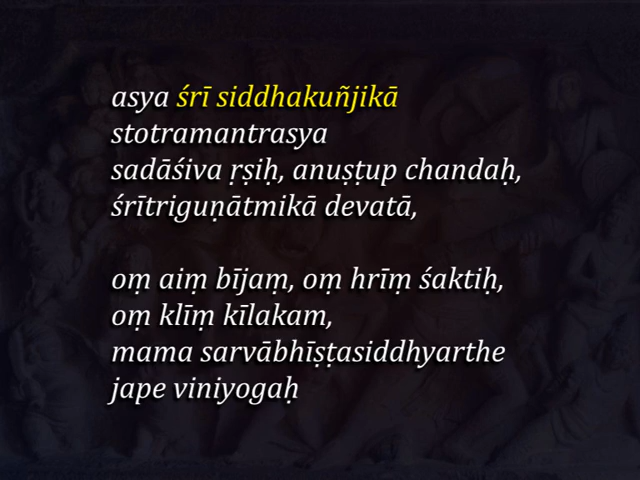 asya śrī siddhakuñjikā
stotramantrasya
sadāśiva ṛṣiḥ, anuṣṭup chandaḥ,
śrītriguṇātmikā devatā,
oṃ aiṃ bījaṃ, oṃ hrīṃ śaktiḥ,
oṃ klīṃ kīlakam,
mama sarvābhīṣṭasiddhyarthe
jape viniyogaḥ